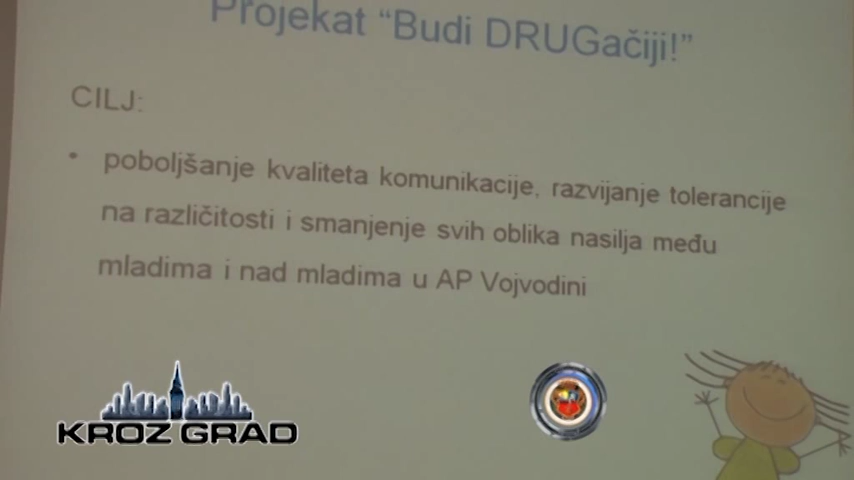 Projekat “Budi DRUGačiji!”
CILJ:
• poboljšanje kvaliteta komunikacije, razvijanje tolerancije
na različitosti i smanjenje svih oblika nasilja među
mladima i nad mladima u AP Vojvodini
KROZ GRAD